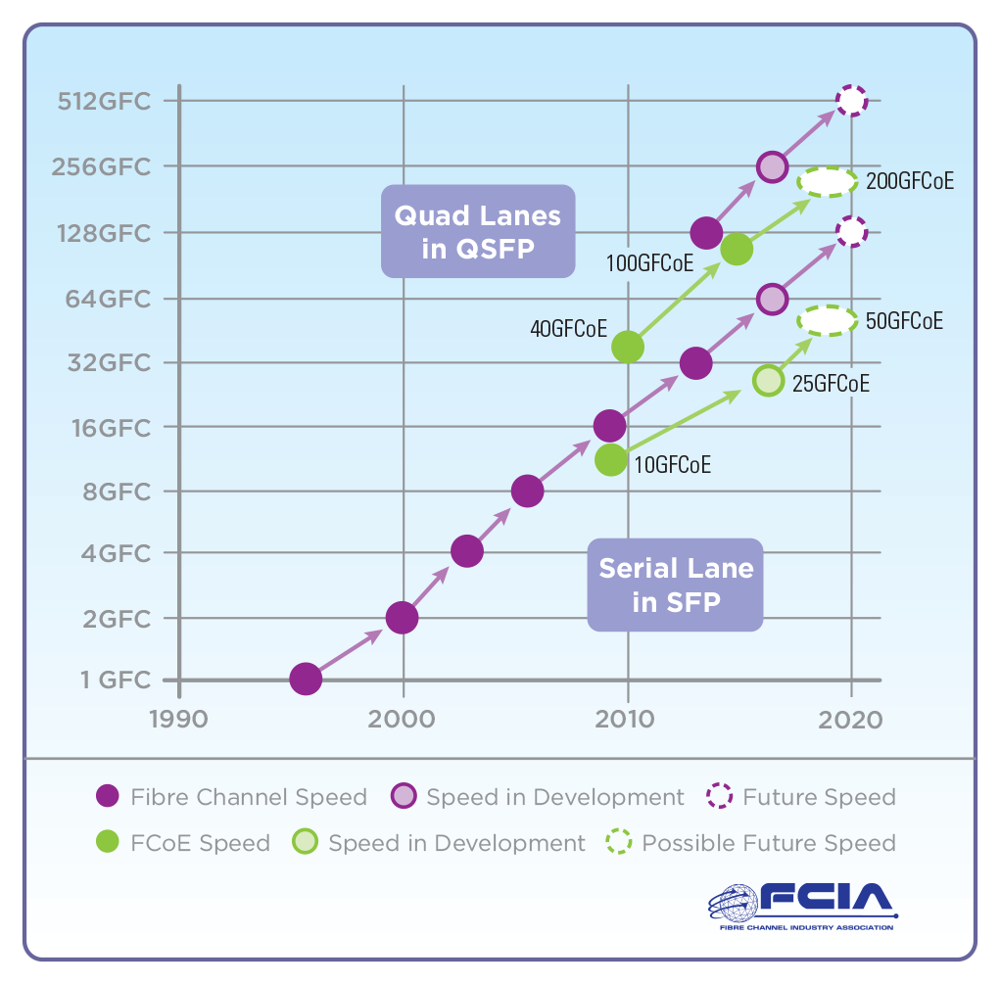 512GFC
256GFC
200GFCoE
Quad Lanes
in QSFP
128GFC
100GFCoE
64GFC
40GFCoE
50GFCoE
32GFC
25GFCoE
16GFC
10GFCoE
8GFC
4GFC
Serial Lane
in SFP
2GFC
1 GFC
1990 2000 2010 2020
Fibre Channel Speed Speed in Development Future Speed
FCoE Speed Speed in Development Possible Future Speed
FCIA
FIBRE CHANNEL INDUSTRY ASSOCIATION